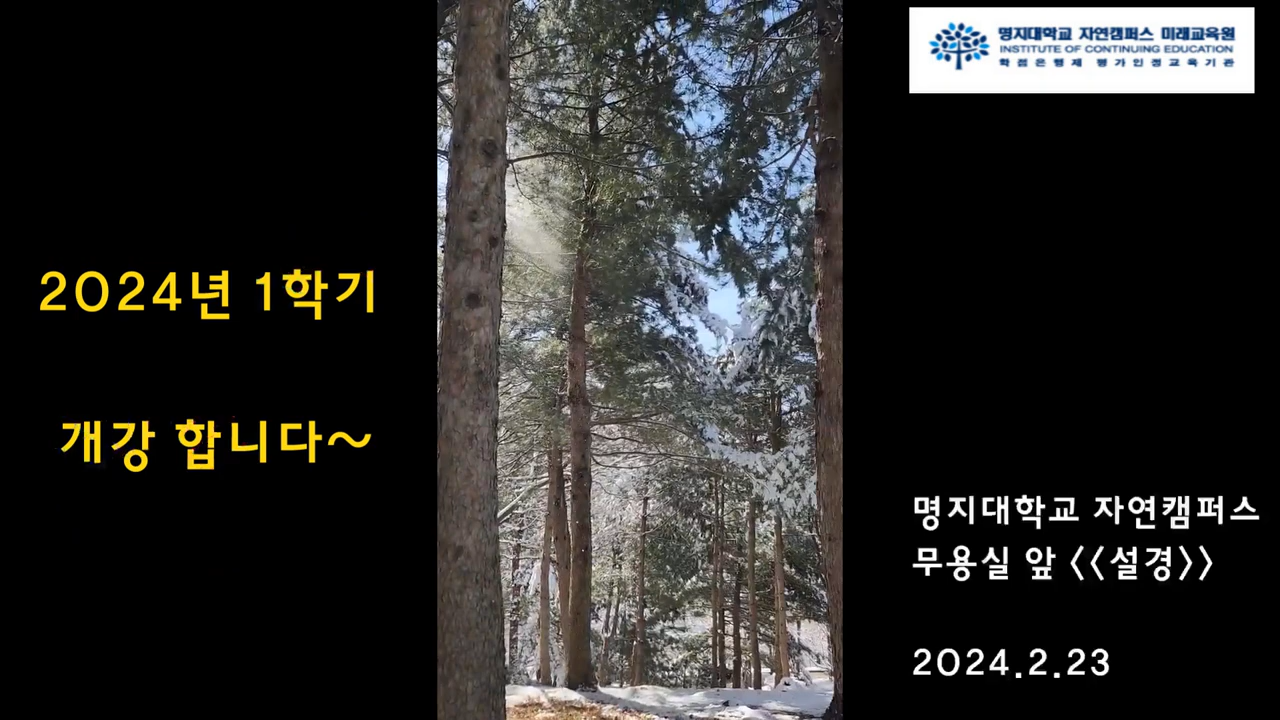 명지대학교 자연캠퍼스 미래교육원
INSTITUTE OF CONTINUING EDUCATION
학점은행제 평가인정교육기관
2024년 1학기
개강 합니다~
명지대학교 자연캠퍼스
무용실 앞 <<설경>>
2024.2.23